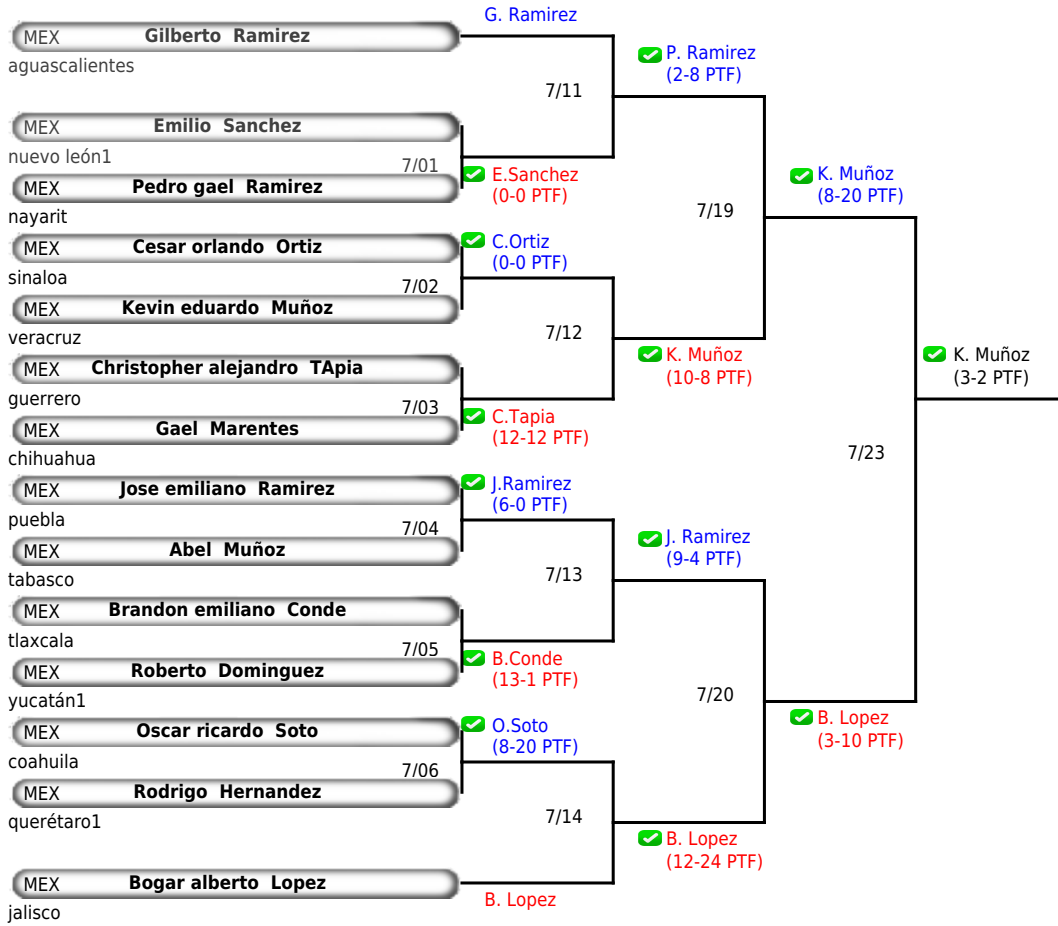 G. Ramirez
MEX Gilberto Ramirez
aguascalientes
P. Ramirez
(2-8 PTF)
7/11
MEX Emilio Sanchez
nuevo león1
7/01
E.Sanchez
(0-0 PTF)
MEX Pedro gael Ramirez
nayarit
K. Muñoz
(8-20 PTF)
7/19
MEX Cesar orlando Ortiz
sinaloa
C.Ortiz
(0-0 PTF)
7/02
MEX Kevin eduardo Muñoz
veracruz
7/12
K. Muñoz
(10-8 PTF)
K. Muñoz
(3-2 PTF)
MEX Christopher alejandro TApia
guerrero
7/03
C.Tapia
(12-12 PTF)
MEX Gael Marentes
chihuahua
7/23
MEX Jose emiliano Ramirez
puebla
J.Ramirez
(6-0 PTF)
7/04
MEX Abel Muñoz
tabasco
J. Ramirez
(9-4 PTF)
7/13
MEX Brandon emiliano Conde
tlaxcala
7/05
B.Conde
(13-1 PTF)
MEX Roberto Dominguez
yucatán1
7/20
B. Lopez
(3-10 PTF)
MEX Oscar ricardo Soto
coahuila
O.Soto
(8-20 PTF)
7/06
MEX Rodrigo Hernandez
querétaro1
7/14
B. Lopez
(12-24 PTF)
MEX Bogar alberto Lopez
jalisco
B. Lopez